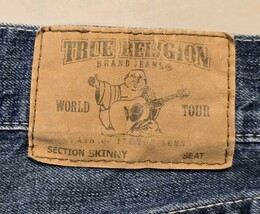 TRUE RELIGION
BRAND JEANS®
WORLD TOUR
SECTION SKINNY SEAT